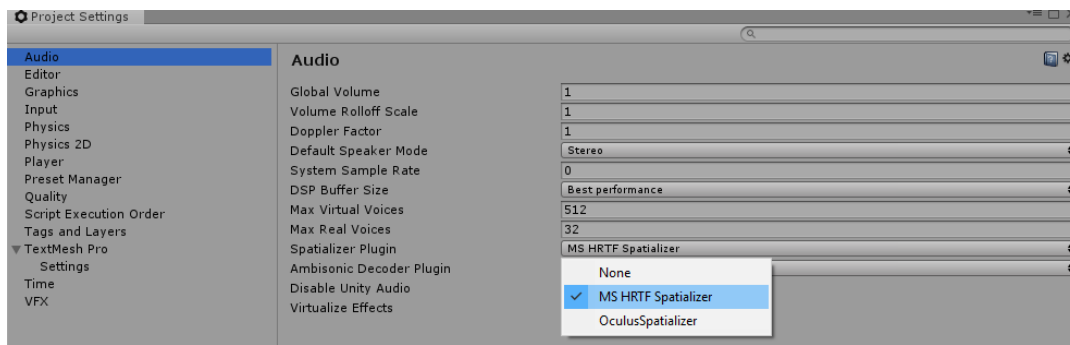 Project Settings
Audio
Editor
Graphics
Input
Physics
Physics 2D
Player
Preset Manager
Quality
Script Execution Order
Tags and Layers
TextMesh Pro
Settings
Time
VFX
Audio
Global Volume 1
Volume Rolloff Scale 1
Doppler Factor 1
Default Speaker Mode Stereo
System Sample Rate 0
DSP Buffer Size Best performance
Max Virtual Voices 512
Max Real Voices 32
Spatializer Plugin MS HRTF Spatializer
Ambisonic Decoder Plugin
Disable Unity Audio
Virtualize Effects
None
MS HRTF Spatializer
OculusSpatializer